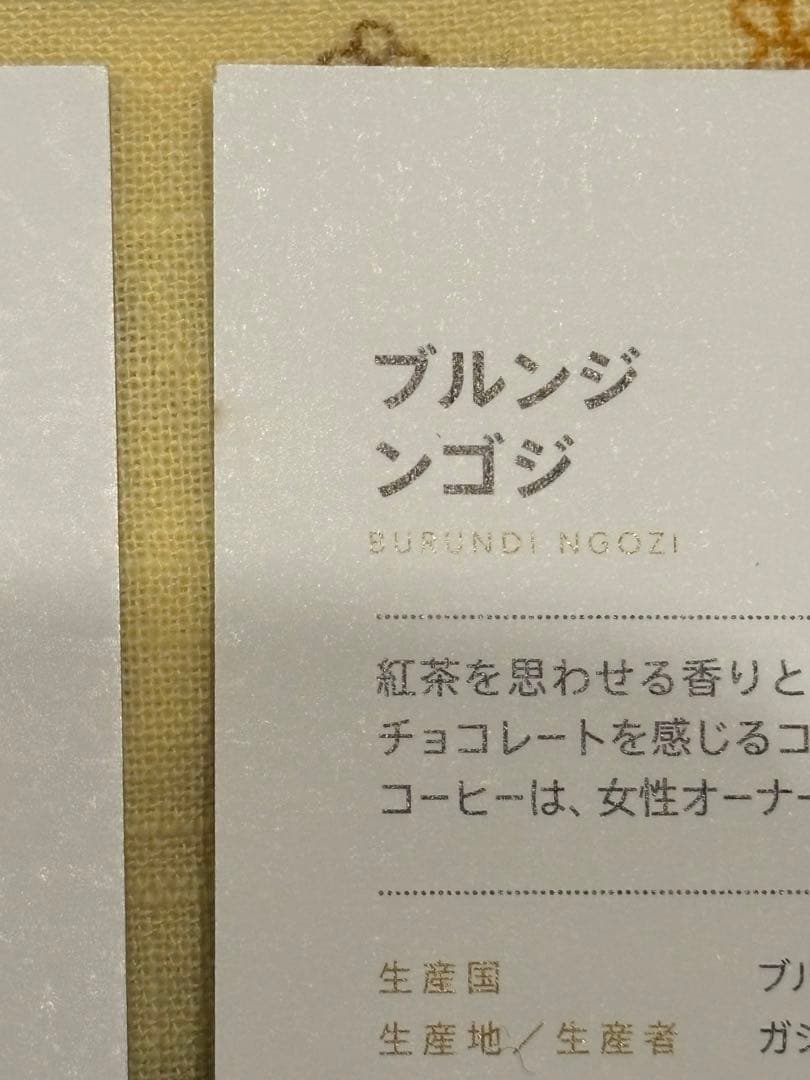 ブルンジ
ンゴジ
BURUNDI NGOZI
紅茶を思わせる香りと
チョコレートを感じるコ
コーヒーは、女性オーナー
生産国 ブル
生産地／生産者 ガシ